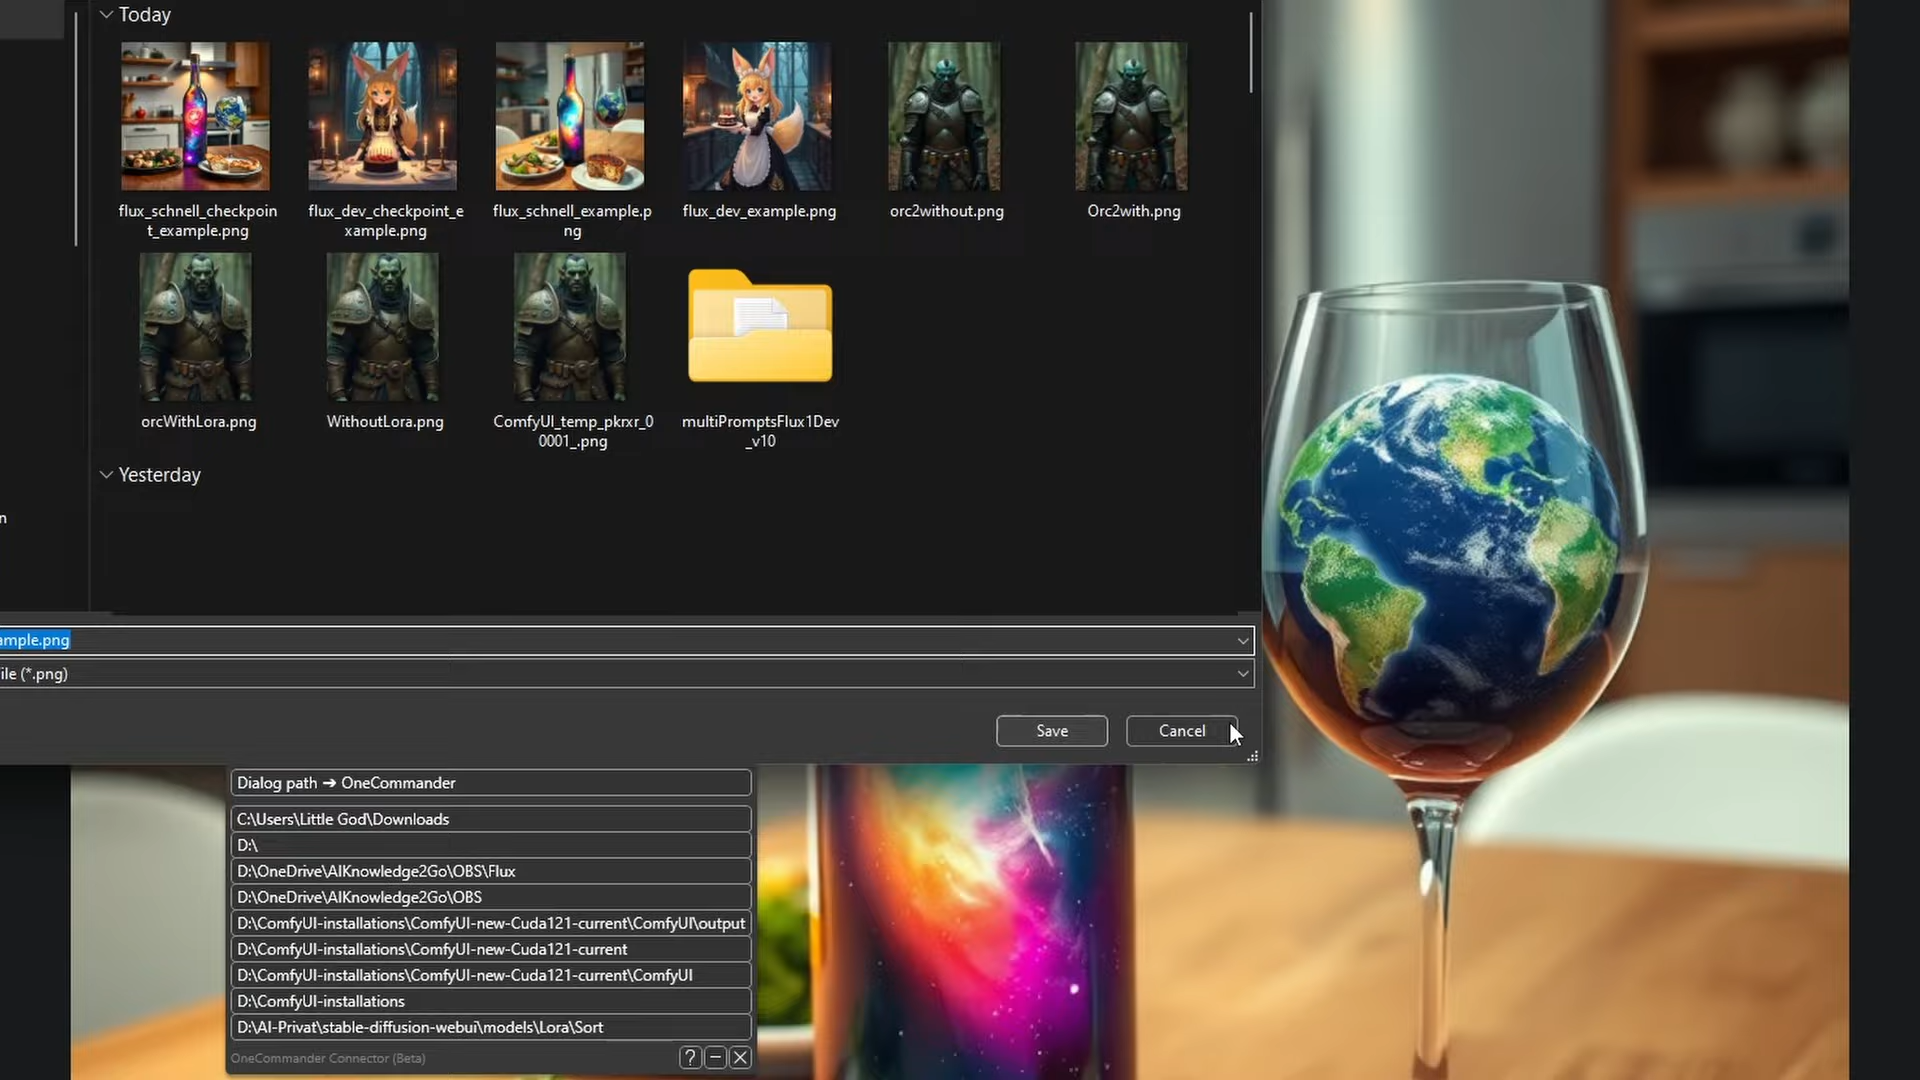 Today
flux_schnell_checkpoin
t_example.png
flux_dev_checkpoint_e
xample.png
flux_schnell_example.p
ng
flux_dev_example.png
orc2without.png
Orc2with.png
orcWithLora.png
WithoutLora.png
ComfyUI_temp_pkrxr_0
0001_.png
multiPromptsFlux1Dev
_v10
Yesterday
n
ample.png
ile (*.png)
Save
Cancel
Dialog path ➔ OneCommander
C:\Users\Little God\Downloads
D:\
D:\OneDrive\AIKnowledge2Go\OBS\Flux
D:\OneDrive\AIKnowledge2Go\OBS
D:\ComfyUI-installations\ComfyUI-new-Cuda121-current\ComfyUI\output
D:\ComfyUI-installations\ComfyUI-new-Cuda121-current
D:\ComfyUI-installations\ComfyUI-new-Cuda121-current\ComfyUI
D:\ComfyUI-installations
D:\AI-Privat\stable-diffusion-webui\models\Lora\Sort
OneCommander Connector (Beta)
?